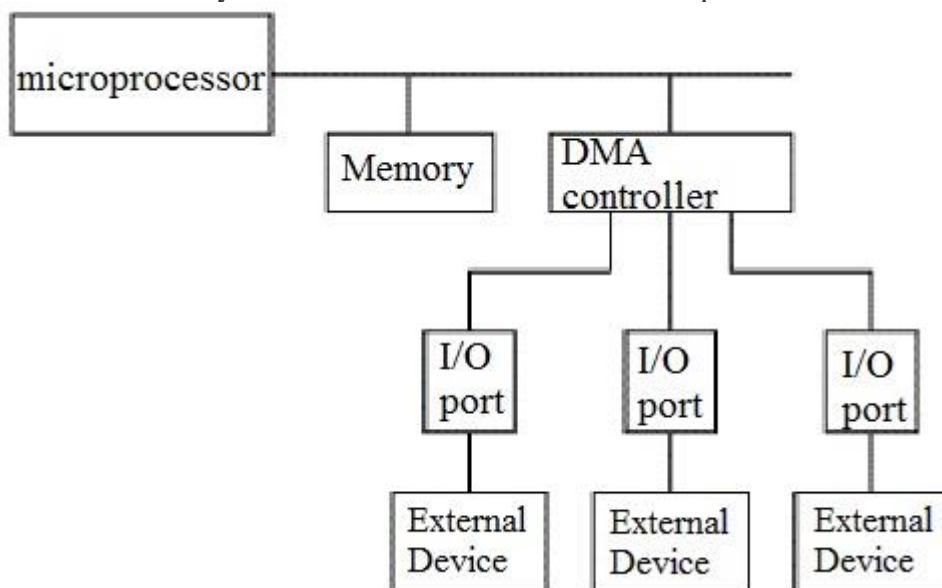 microprocessor
Memory
DMA
controller
I/O
port
I/O
port
I/O
port
External
Device
External
Device
External
Device